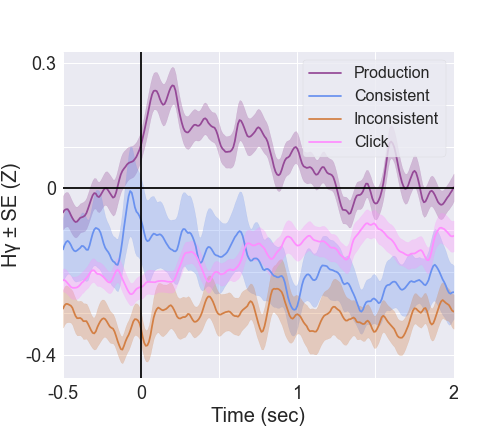 0.3
0
-0.4
Hγ ± SE (Z)
Production
Consistent
Inconsistent
Click
-0.5 0 1 2
Time (sec)